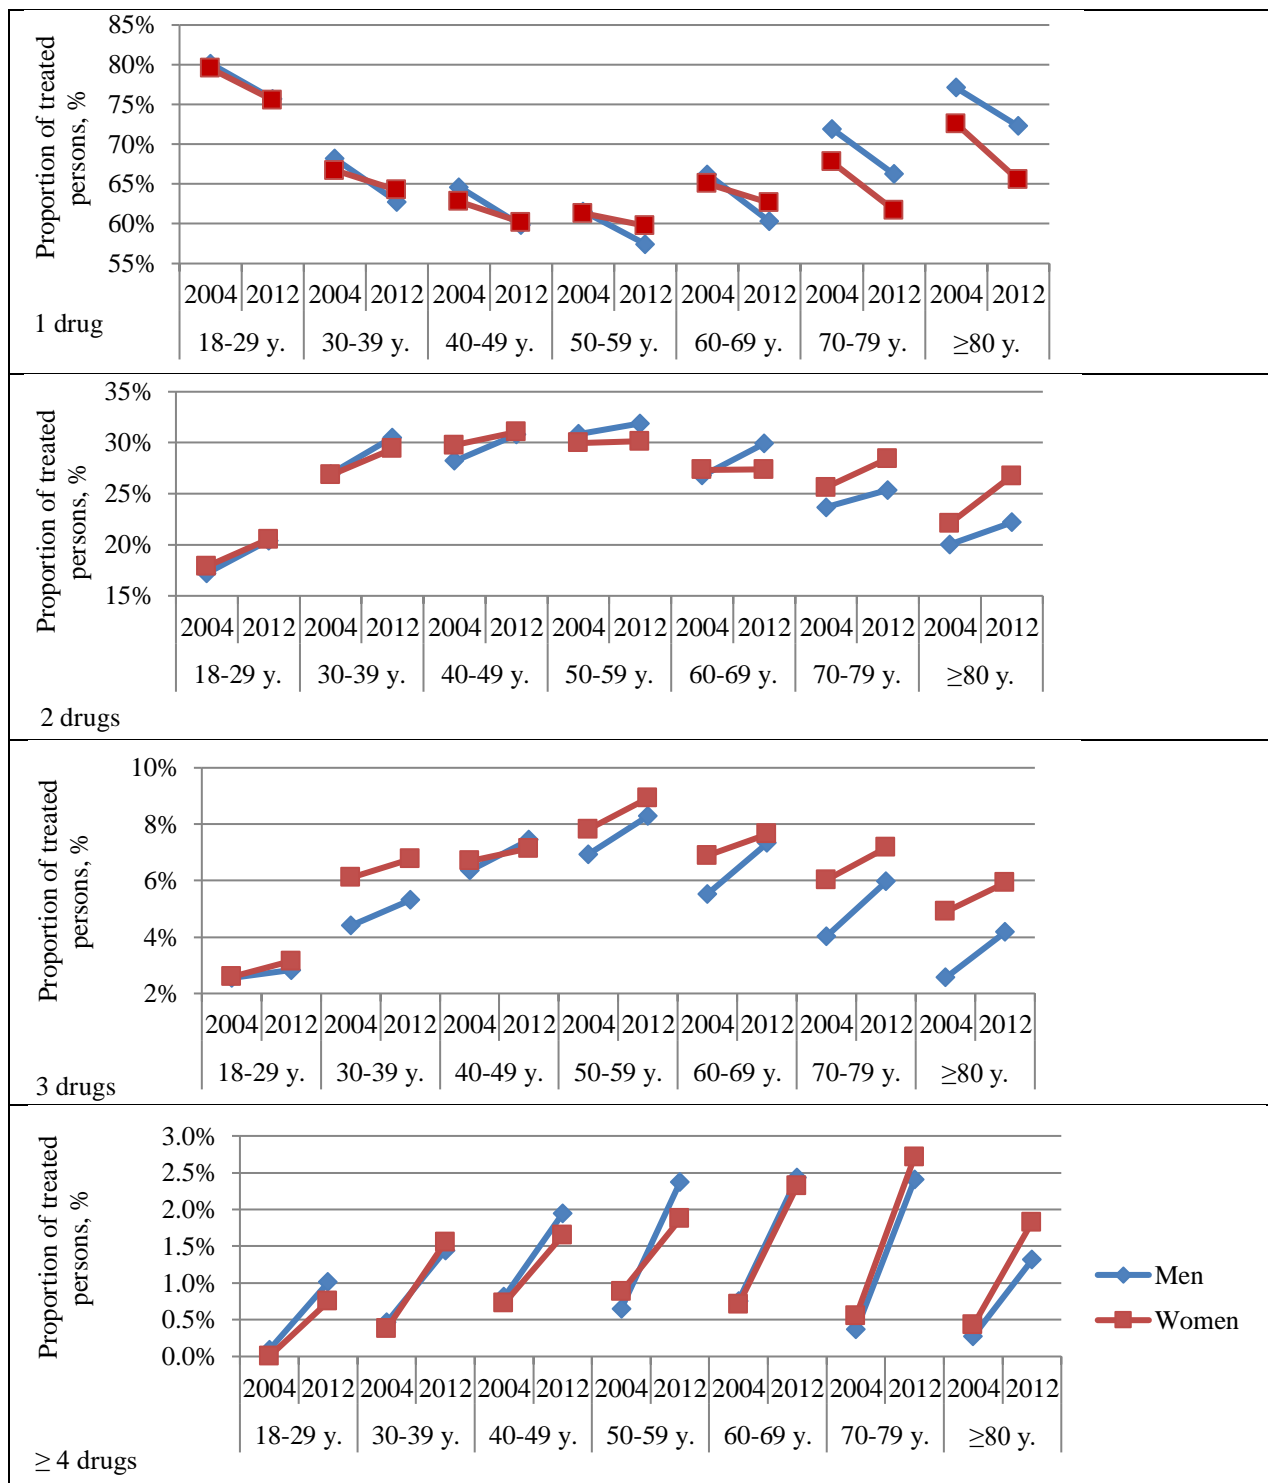 Proportion of treated
persons, %
85%
80%
75%
70%
65%
60%
55%
2004 2012 2004 2012 2004 2012 2004 2012 2004 2012 2004 2012 2004 2012
18-29 y. 30-39 y. 40-49 y. 50-59 y. 60-69 y. 70-79 y. ≥80 y.
1 drug
Proportion of treated
persons, %
35%
30%
25%
20%
15%
2004 2012 2004 2012 2004 2012 2004 2012 2004 2012 2004 2012 2004 2012
18-29 y. 30-39 y. 40-49 y. 50-59 y. 60-69 y. 70-79 y. ≥80 y.
2 drugs
Proportion of treated
persons, %
10%
8%
6%
4%
2%
2004 2012 2004 2012 2004 2012 2004 2012 2004 2012 2004 2012 2004 2012
18-29 y. 30-39 y. 40-49 y. 50-59 y. 60-69 y. 70-79 y. ≥80 y.
3 drugs
Proportion of treated
persons, %
3.0%
2.5%
2.0%
1.5%
1.0%
0.5%
0.0%
2004 2012 2004 2012 2004 2012 2004 2012 2004 2012 2004 2012 2004 2012
18-29 y. 30-39 y. 40-49 y. 50-59 y. 60-69 y. 70-79 y. ≥80 y.
≥ 4 drugs
Men
Women